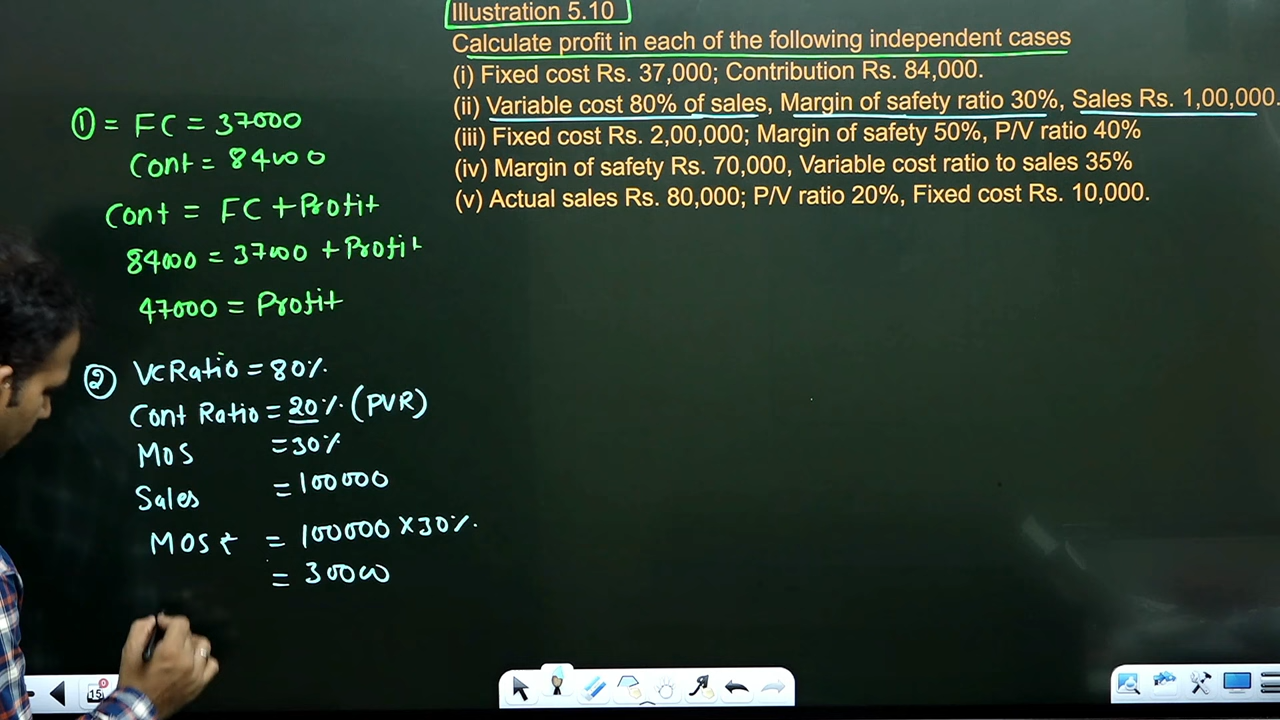 Illustration 5.10
Calculate profit in each of the following independent cases
(i) Fixed cost Rs. 37,000; Contribution Rs. 84,000.
(ii) Variable cost 80% of sales, Margin of safety ratio 30%, Sales Rs. 1,00,000.
(iii) Fixed cost Rs. 2,00,000; Margin of safety 50%, P/V ratio 40%
(iv) Margin of safety Rs. 70,000, Variable cost ratio to sales 35%
(v) Actual sales Rs. 80,000; P/V ratio 20%, Fixed cost Rs. 10,000.
① = FC = 37000
Cont = 84000
Cont = FC + Profit
84000 = 37000 + Profit
47000 = Profit
② VC Ratio = 80%
Cont Ratio = 20% (PVR)
MOS = 30%
Sales = 100000
MOS ₹ = 100000 × 30%
= 30000
15